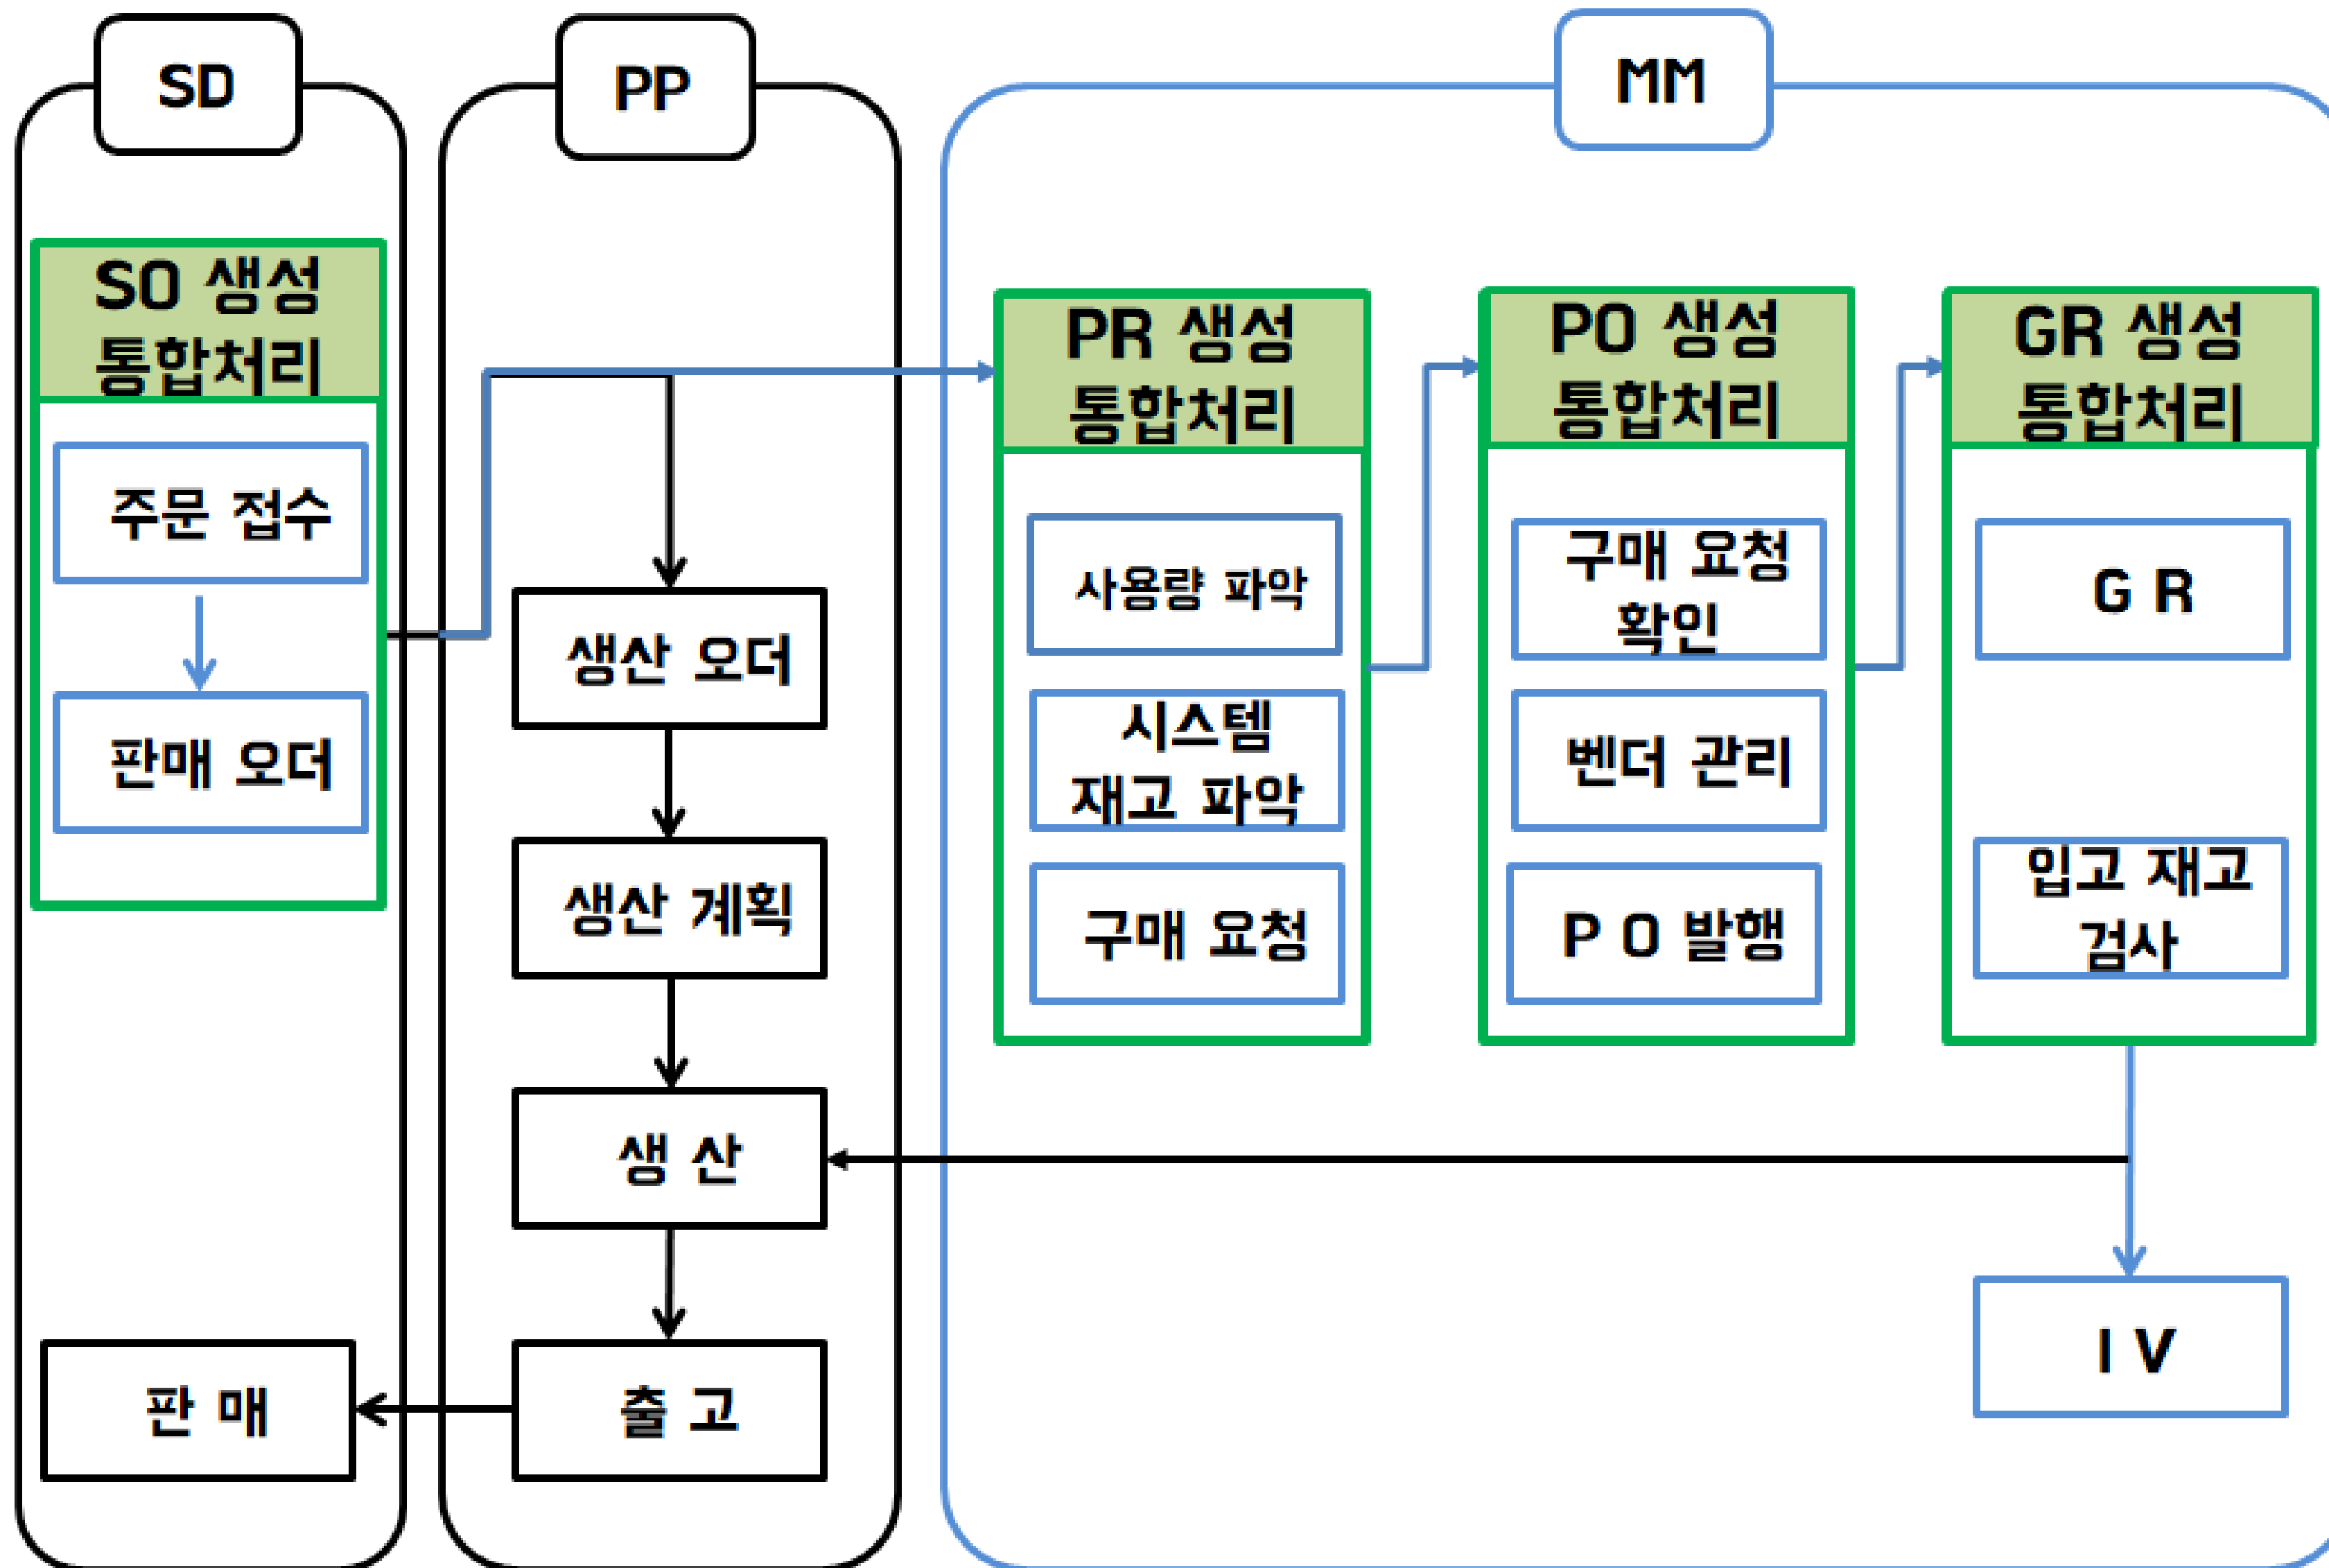 SD
SO 생성
통합처리
주문 접수
판매 오더
판 매
PP
생산 오더
생산 계획
생 산
출 고
MM
PR 생성
통합처리
사용량 파악
시스템
재고 파악
구매 요청
PO 생성
통합처리
구매 요청
확인
벤더 관리
P O 발행
GR 생성
통합처리
G R
입고 재고
검사
I V